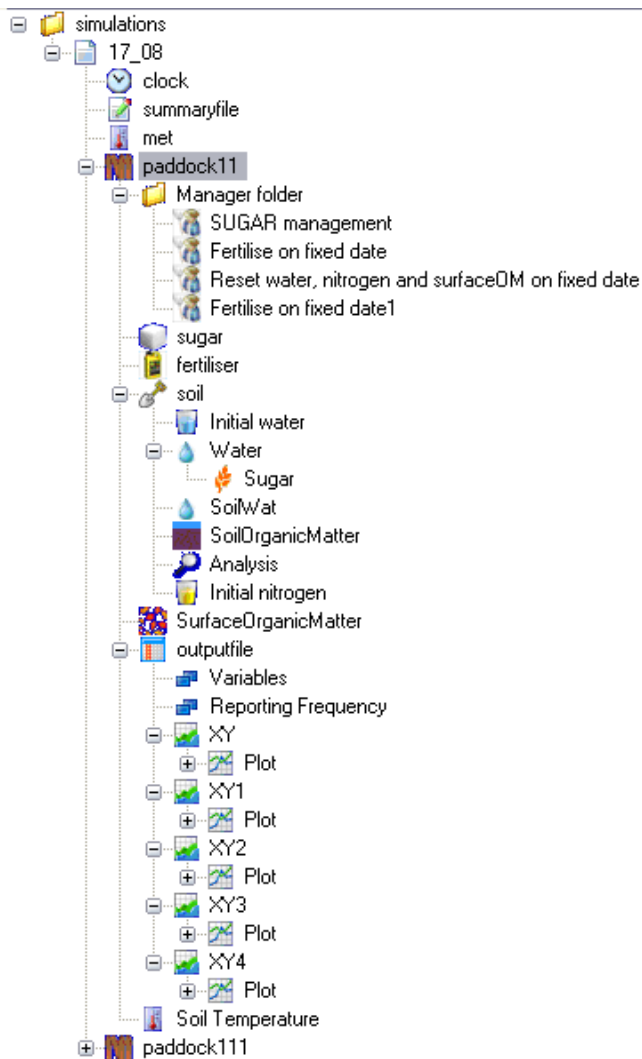 simulations
17_08
clock
summaryfile
met
paddock11
Manager folder
SUGAR management
Fertilise on fixed date
Reset water, nitrogen and surfaceOM on fixed date
Fertilise on fixed date1
sugar
fertiliser
soil
Initial water
Water
Sugar
SoilWat
SoilOrganicMatter
Analysis
Initial nitrogen
SurfaceOrganicMatter
outputfile
Variables
Reporting Frequency
XY
Plot
XY1
Plot
XY2
Plot
XY3
Plot
XY4
Plot
Soil Temperature
paddock111